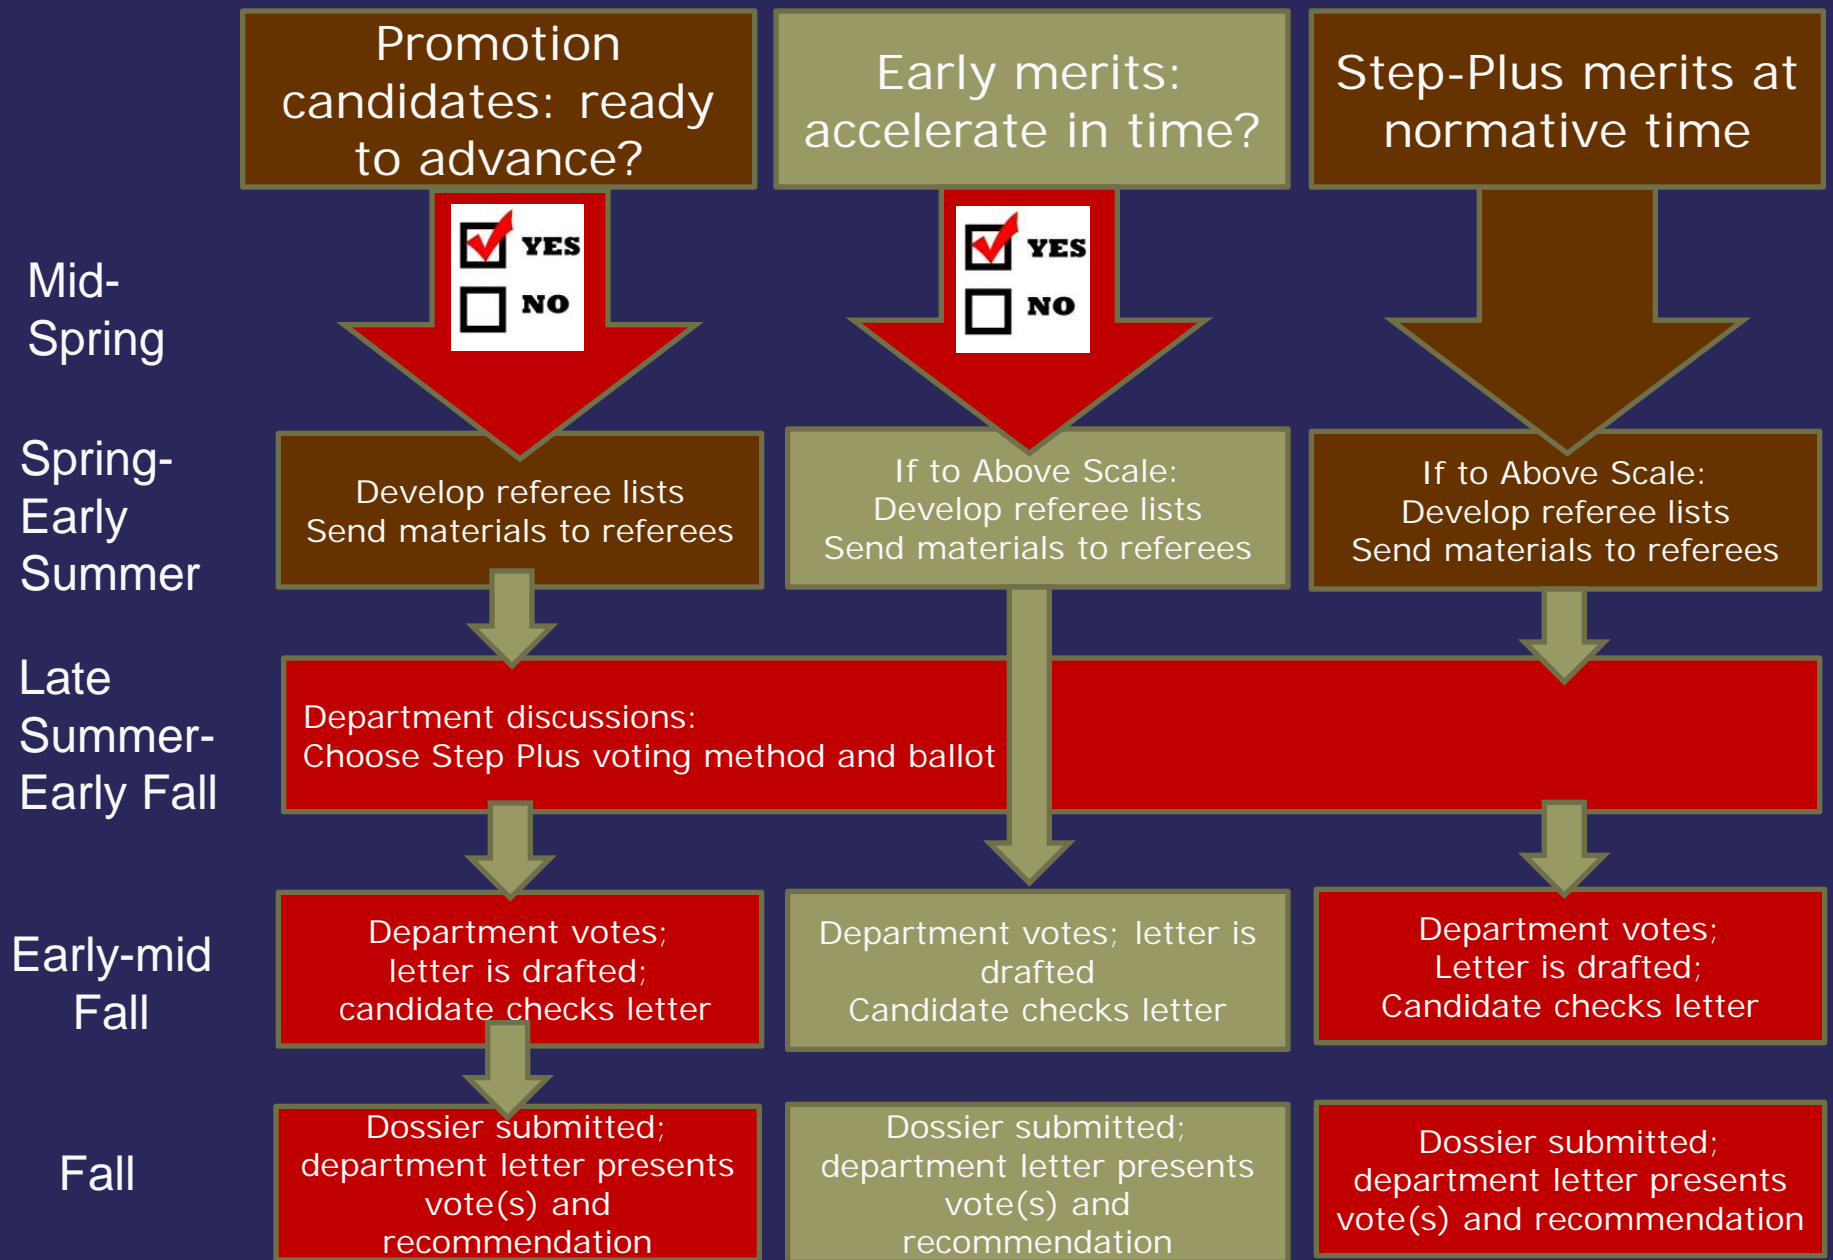 Promotion
candidates: ready
to advance?
Early merits:
accelerate in time?
Step-Plus merits at
normative time
Mid-
Spring
YES
NO
YES
NO
Spring-
Early
Summer
Develop referee lists
Send materials to referees
If to Above Scale:
Develop referee lists
Send materials to referees
If to Above Scale:
Develop referee lists
Send materials to referees
Late
Summer-
Early Fall
Department discussions:
Choose Step Plus voting method and ballot
Early-mid
Fall
Department votes;
letter is drafted;
candidate checks letter
Department votes; letter is
drafted
Candidate checks letter
Department votes;
Letter is drafted;
Candidate checks letter
Fall
Dossier submitted;
department letter presents
vote(s) and
recommendation
Dossier submitted;
department letter presents
vote(s) and
recommendation
Dossier submitted;
department letter presents
vote(s) and recommendation